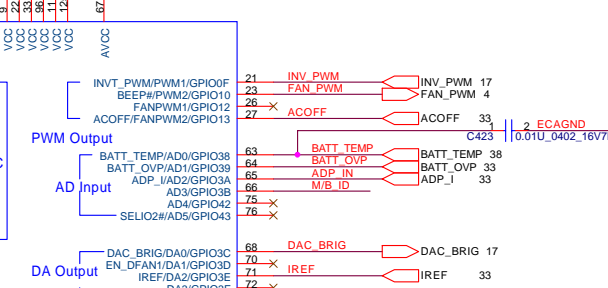 9 22 33 96 11 12 67
VCC VCC VCC VCC VCC VCC AVCC
INVT_PWM/PWM1/GPIO0F 21 INV_PWM INV_PWM 17
BEEP#/PWM2/GPIO10 23 FAN_PWM FAN_PWM 4
FANPWM1/GPIO12 26
ACOFF/FANPWM2/GPIO13 27 ACOFF ACOFF 33
1 2 ECAGND
PWM Output C423 0.01U_0402_16V7
BATT_TEMP/AD0/GPIO38 63 BATT_TEMP BATT_TEMP 38
BATT_OVP/AD1/GPIO39 64 BATT_OVP BATT_OVP 33
ADP_I/AD2/GPIO3A 65 ADP_IN ADP_I 33
AD Input AD3/GPIO3B 66 M/B_ID
AD4/GPIO42 75
SELIO2#/AD5/GPIO43 76
DAC_BRIG/DA0/GPIO3C 68 DAC_BRIG DAC_BRIG 17
EN_DFAN1/DA1/GPIO3D 70
DA Output IREF/DA2/GPIO3E 71 IREF IREF 33
DA3/GPIO3F 72